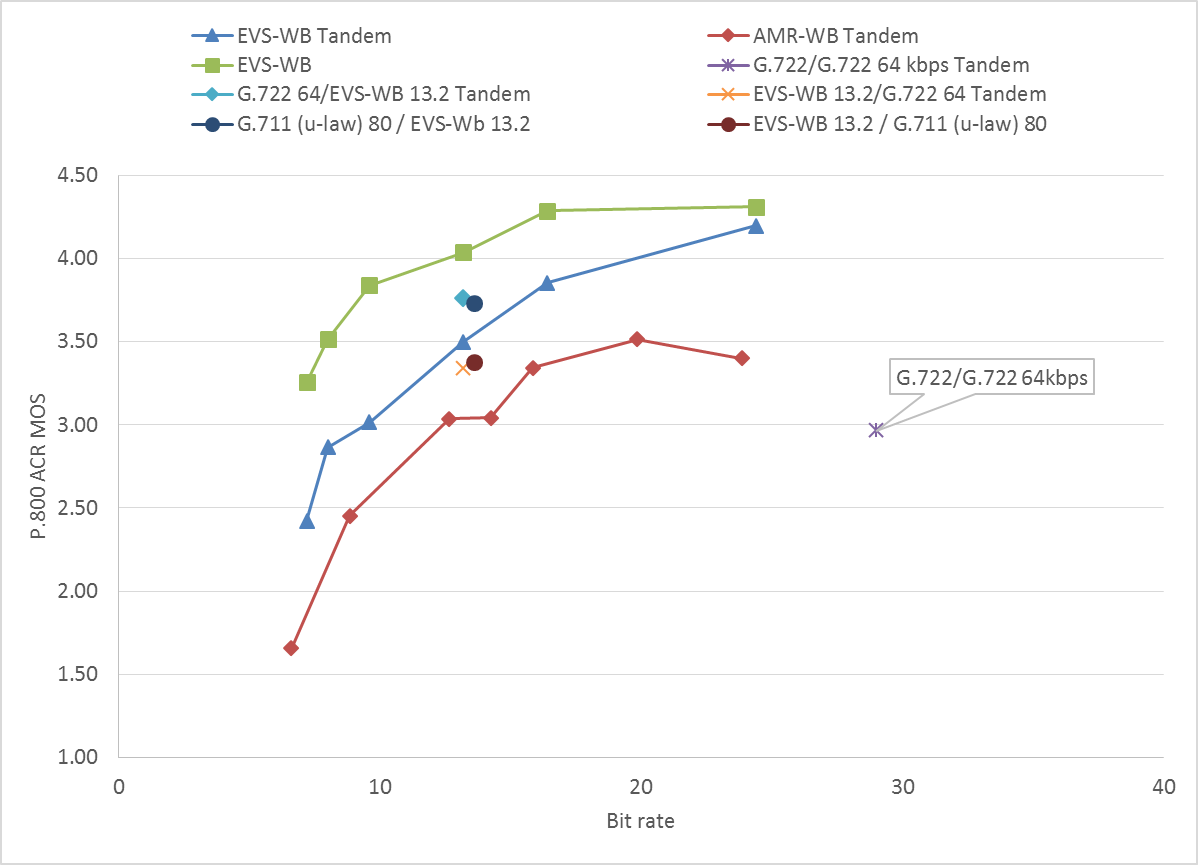 EVS-WB Tandem
AMR-WB Tandem
EVS-WB
G.722/G.722 64 kbps Tandem
G.722 64/EVS-WB 13.2 Tandem
EVS-WB 13.2/G.722 64 Tandem
G.711 (u-law) 80 / EVS-Wb 13.2
EVS-WB 13.2 / G.711 (u-law) 80
P.800 ACR MOS
4.50
4.00
3.50
3.00
2.50
2.00
1.50
1.00
G.722/G.722 64kbps
0
10
20
30
40
Bit rate